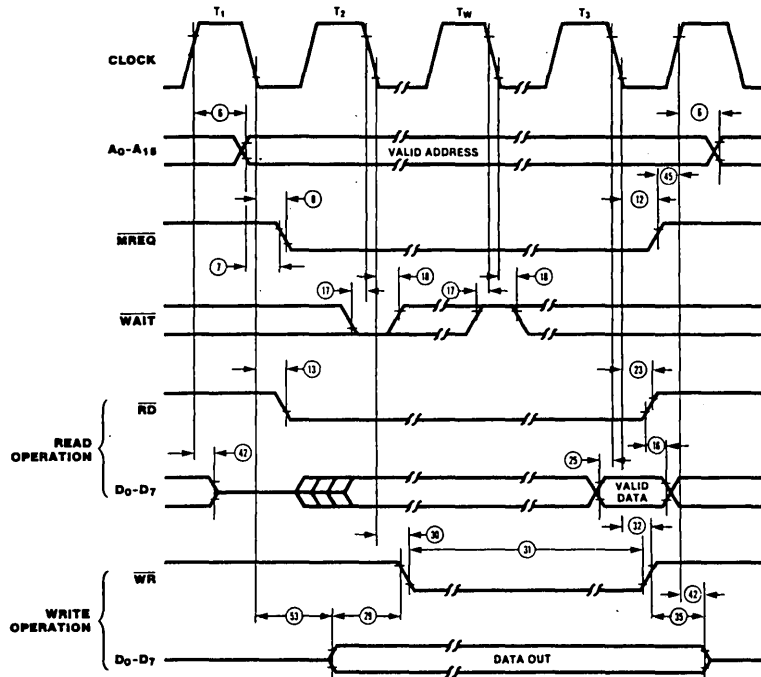 T1 T2 TW T3
CLOCK
6 6
A0-A15 VALID ADDRESS
45
8 12
MREQ
7
17 18 17 18
WAIT
13 23
RD
READ OPERATION
42 16
25
D0-D7 VALID DATA
32
30
31
WR
42
WRITE OPERATION
53 29 35
D0-D7 DATA OUT